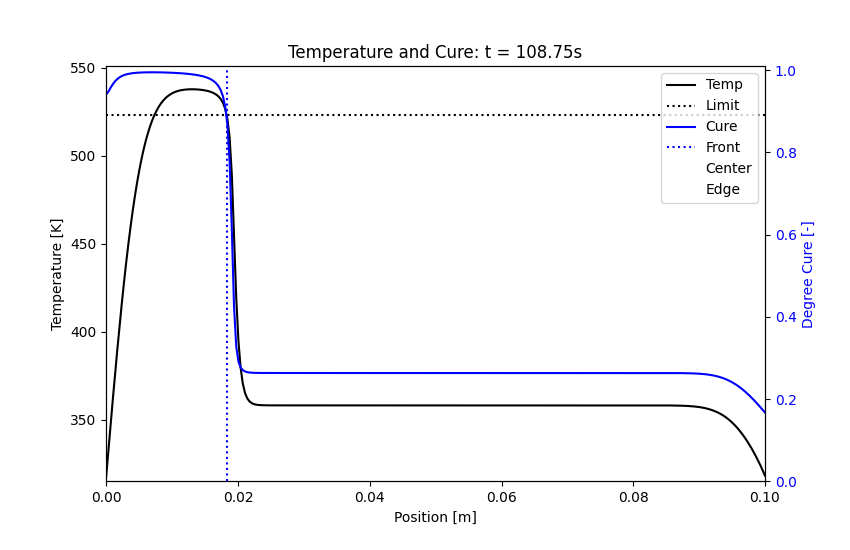 Temperature and Cure: t = 108.75s
550
500
450
400
350
Temperature [K]
1.0
0.8
0.6
0.4
0.2
0.0
Degree Cure [-]
Temp
Limit
Cure
Front
Center
Edge
0.00 0.02 0.04 0.06 0.08 0.10
Position [m]